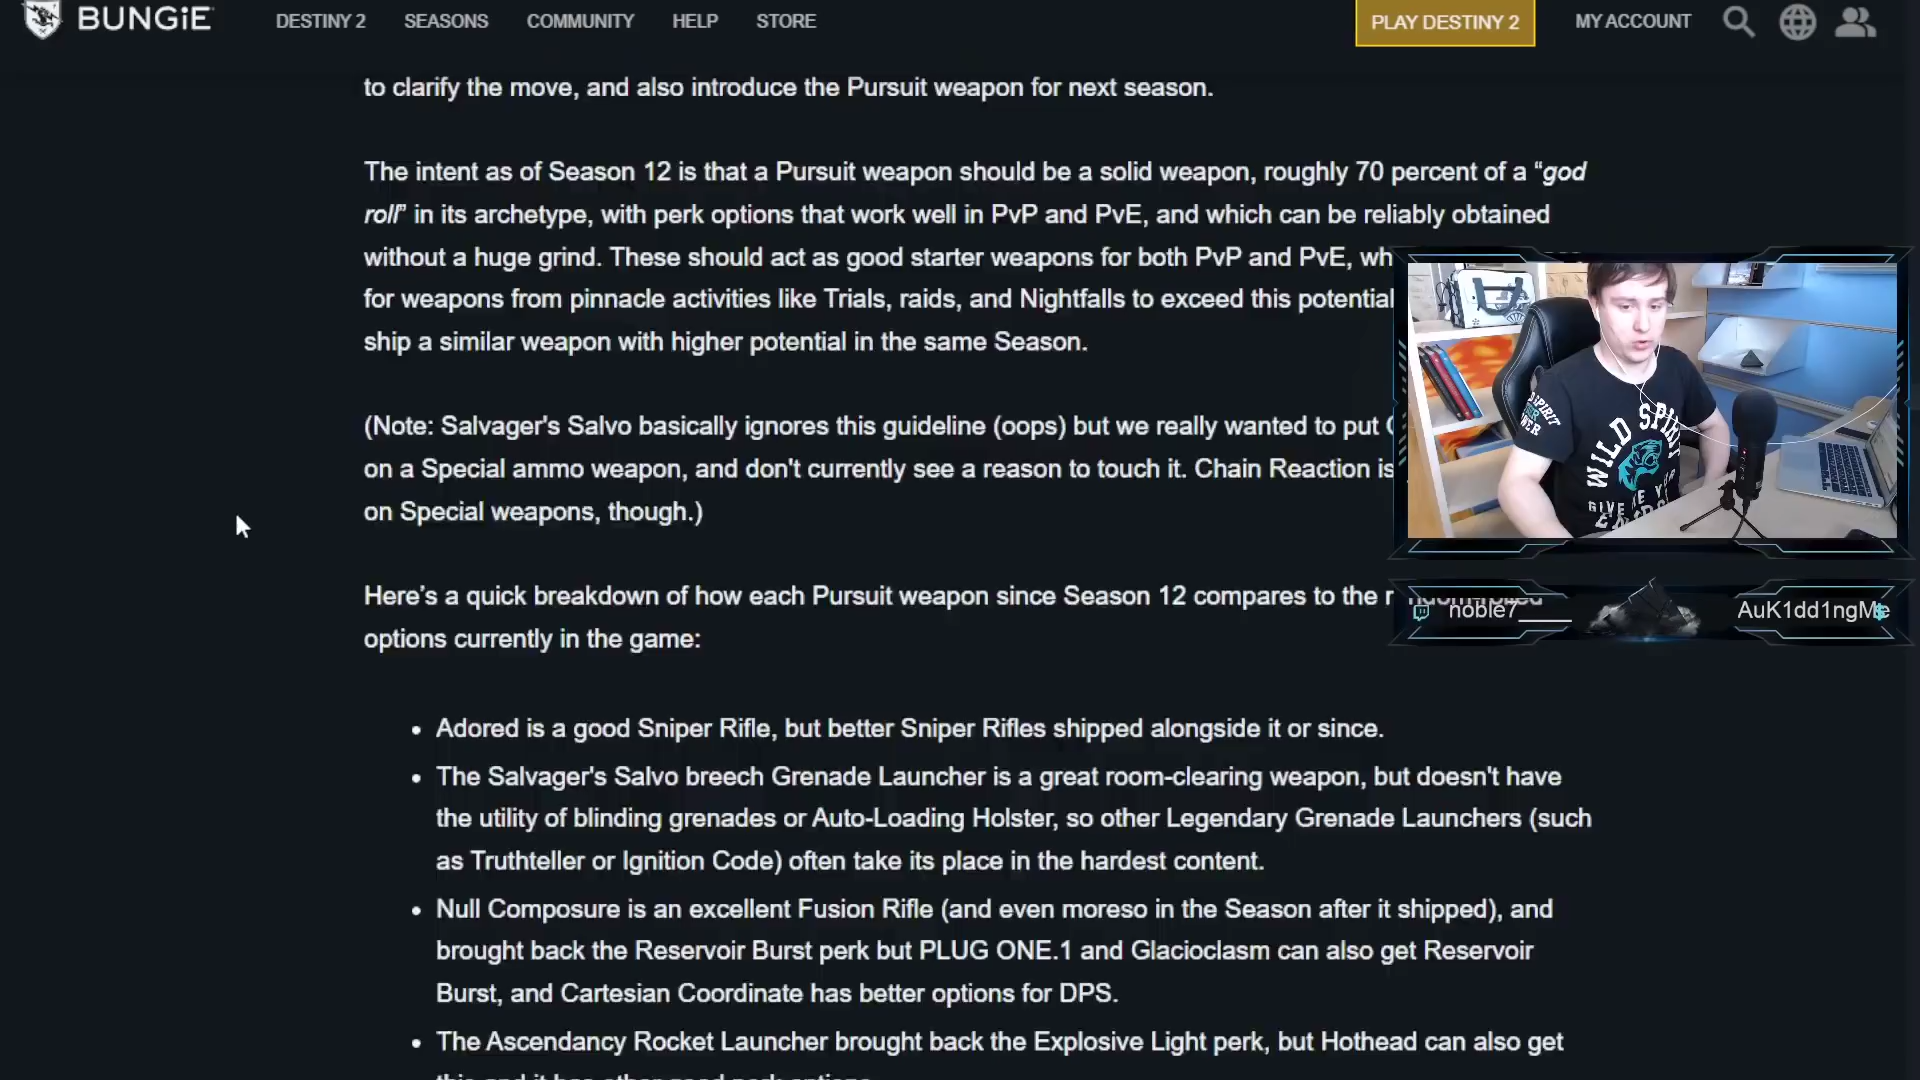 BUNGiE DESTINY 2 SEASONS COMMUNITY HELP STORE PLAY DESTINY 2 MY ACCOUNT
to clarify the move, and also introduce the Pursuit weapon for next season.
The intent as of Season 12 is that a Pursuit weapon should be a solid weapon, roughly 70 percent of a “god
roll” in its archetype, with perk options that work well in PvP and PvE, and which can be reliably obtained
without a huge grind. These should act as good starter weapons for both PvP and PvE, wh
for weapons from pinnacle activities like Trials, raids, and Nightfalls to exceed this potential
ship a similar weapon with higher potential in the same Season.
(Note: Salvager's Salvo basically ignores this guideline (oops) but we really wanted to put
on a Special ammo weapon, and don't currently see a reason to touch it. Chain Reaction is
on Special weapons, though.)
WILD SPIRIT
GIVE ME YOUR
Here’s a quick breakdown of how each Pursuit weapon since Season 12 compares to the
options currently in the game:
noble7____ AuK1dd1ngMe
• Adored is a good Sniper Rifle, but better Sniper Rifles shipped alongside it or since.
• The Salvager's Salvo breech Grenade Launcher is a great room-clearing weapon, but doesn't have
the utility of blinding grenades or Auto-Loading Holster, so other Legendary Grenade Launchers (such
as Truthteller or Ignition Code) often take its place in the hardest content.
• Null Composure is an excellent Fusion Rifle (and even moreso in the Season after it shipped), and
brought back the Reservoir Burst perk but PLUG ONE.1 and Glacioclasm can also get Reservoir
Burst, and Cartesian Coordinate has better options for DPS.
• The Ascendancy Rocket Launcher brought back the Explosive Light perk, but Hothead can also get